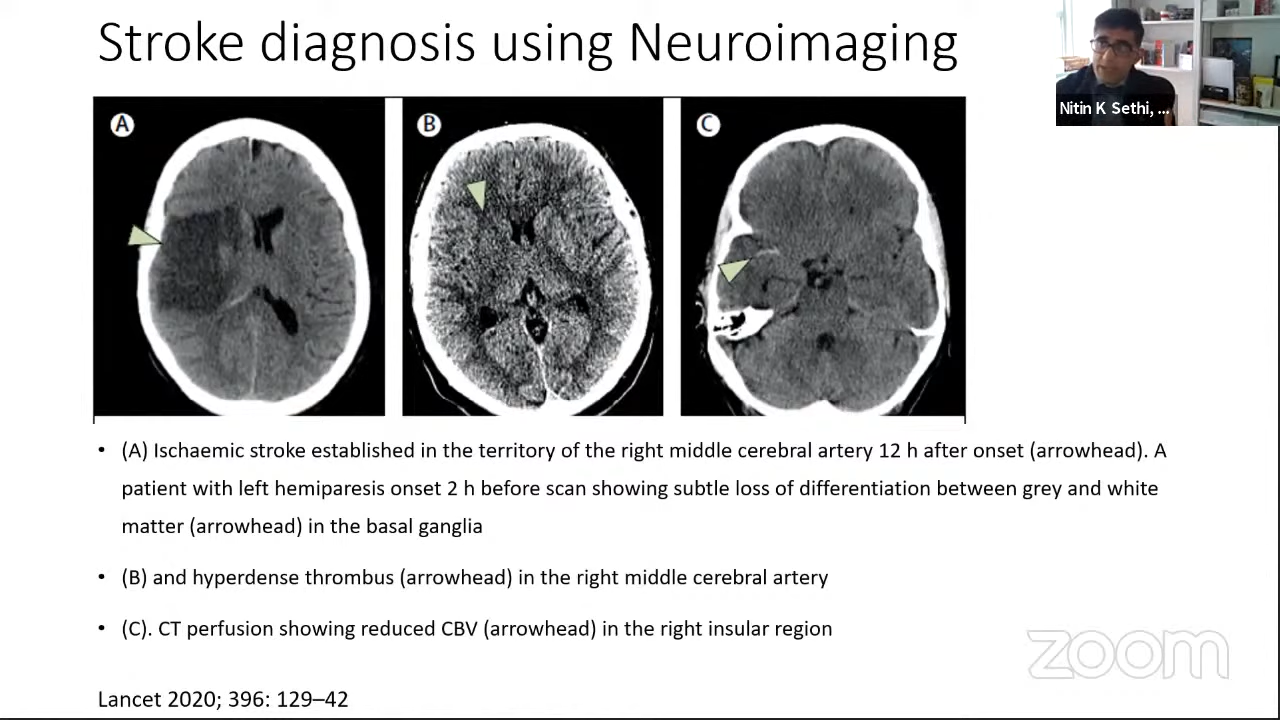 Stroke diagnosis using Neuroimaging
Nitin K Sethi, ...
A
B
C
• (A) Ischaemic stroke established in the territory of the right middle cerebral artery 12 h after onset (arrowhead). A
patient with left hemiparesis onset 2 h before scan showing subtle loss of differentiation between grey and white
matter (arrowhead) in the basal ganglia
• (B) and hyperdense thrombus (arrowhead) in the right middle cerebral artery
• (C). CT perfusion showing reduced CBV (arrowhead) in the right insular region
zoom
Lancet 2020; 396: 129–42